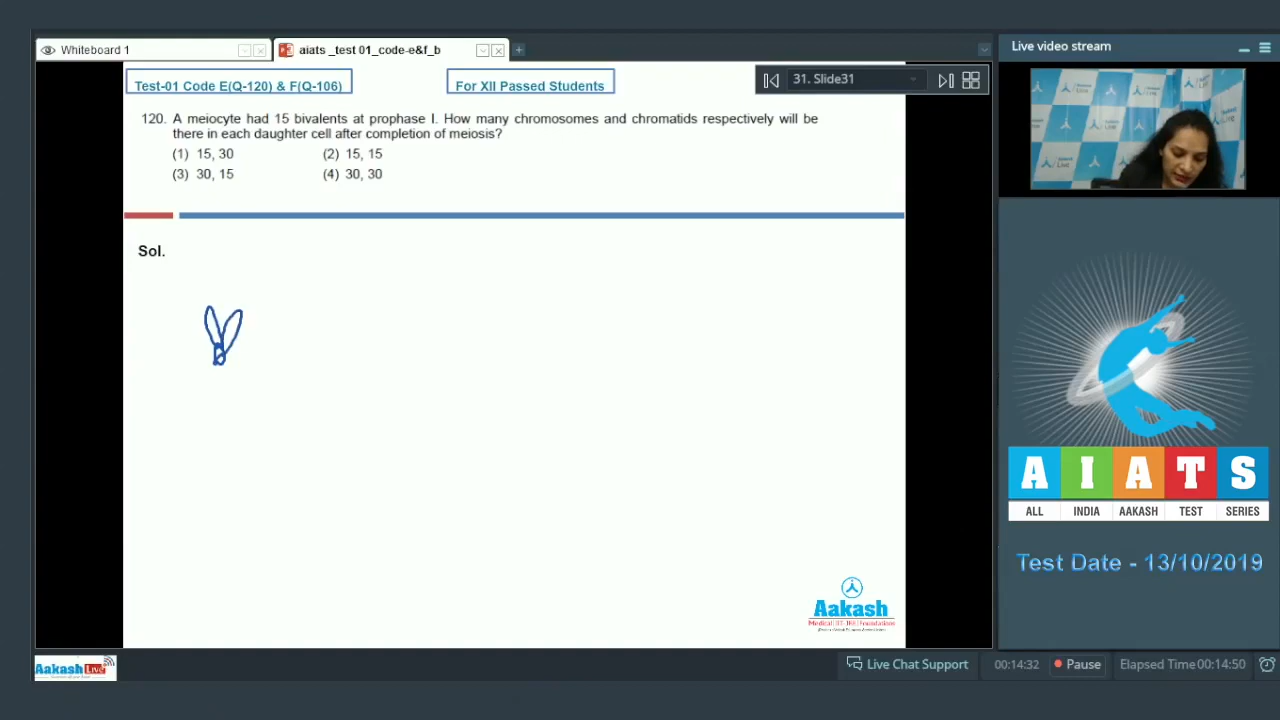 Whiteboard 1
aiats _test 01_code-e&f_b
Live video stream
Test-01 Code E(Q-120) & F(Q-106)
For XII Passed Students
31. Slide31
120. A meiocyte had 15 bivalents at prophase I. How many chromosomes and chromatids respectively will be
there in each daughter cell after completion of meiosis?
(1) 15, 30 (2) 15, 15
(3) 30, 15 (4) 30, 30
Sol.
A I A T S
ALL INDIA AAKASH TEST SERIES
Test Date - 13/10/2019
Aakash
Medical|IIT-JEE|Foundations
Aakash Live
Live Chat Support
00:14:32
Pause
Elapsed Time 00:14:50